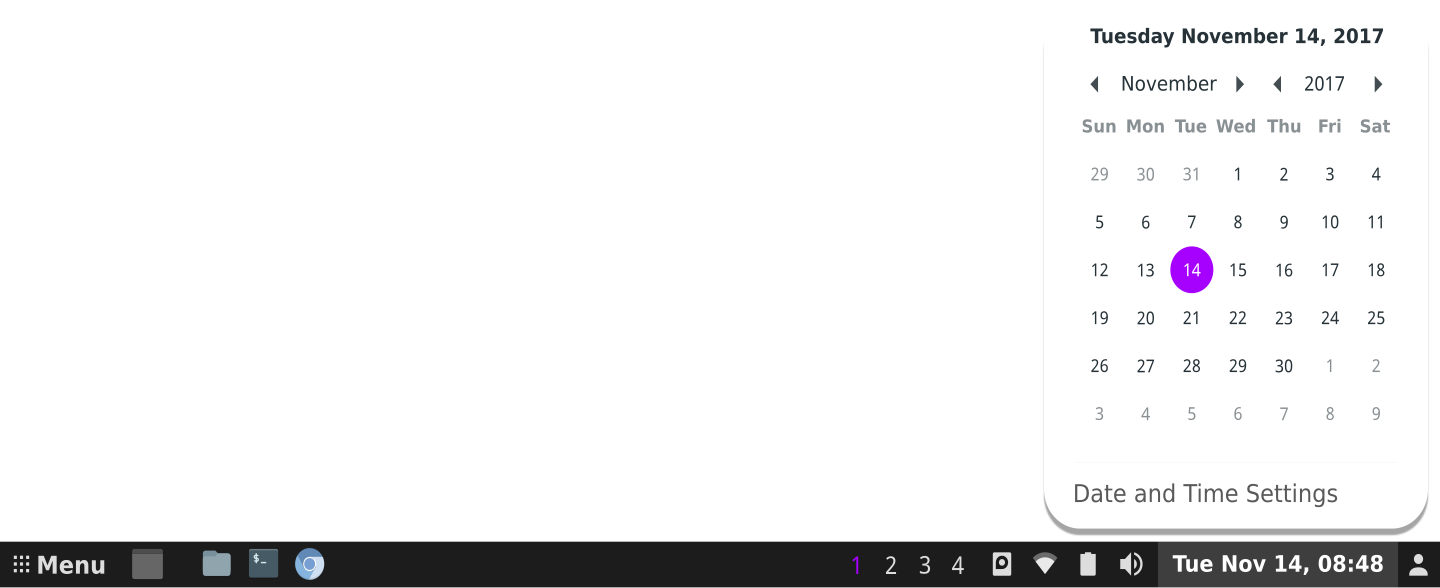 Tuesday November 14, 2017
November 2017
Sun Mon Tue Wed Thu Fri Sat
29 30 31 1 2 3 4
5 6 7 8 9 10 11
12 13 14 15 16 17 18
19 20 21 22 23 24 25
26 27 28 29 30 1 2
3 4 5 6 7 8 9
Date and Time Settings
Menu $- 1 2 3 4 Tue Nov 14, 08:48